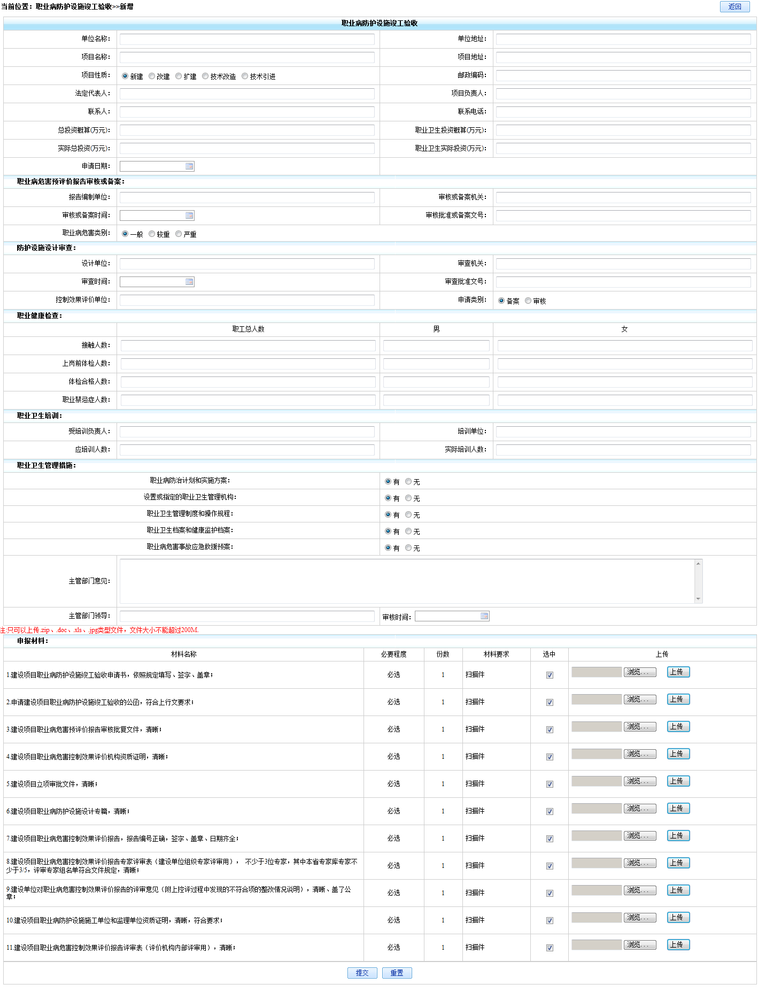 当前位置：职业病防护设施竣工验收>>新增
返回
职业病防护设施竣工验收
单位名称：
单位地址：
项目名称：
项目地址：
项目性质： 新建 改建 扩建 技术改造 技术引进
邮政编码：
法定代表人：
项目负责人：
联系人：
联系电话：
总投资概算(万元)：
职业卫生投资概算(万元)：
实际总投资(万元)：
职业卫生实际投资(万元)：
申请日期：
职业病危害预评价报告审核或备案：
报告编制单位：
审核或备案机关：
审核或备案时间：
审核批准或备案文号：
职业病危害类别： 一般 较重 严重
防护设施设计审查：
设计单位：
审查机关：
审查时间：
审查批准文号：
控制效果评价单位：
申请类别： 备案 审核
职业健康检查：
职工总人数 男 女
接触人数：
上岗前体检人数：
体检合格人数：
职业禁忌症人数：
职业卫生培训：
受培训负责人：
培训单位：
应培训人数：
实际培训人数：
职业卫生管理措施：
职业病防治计划和实施方案： 有 无
设置或指定的职业卫生管理机构： 有 无
职业卫生管理制度和操作规程： 有 无
职业卫生档案和健康监护档案： 有 无
职业病危害事故应急救援预案： 有 无
主管部门意见：
主管部门领导：
审核时间：
注:只可以上传.zip、.doc、.xls、.jpg类型文件，文件大小不能超过200M.
申报材料：
材料名称 必要程度 份数 材料要求 选中 上传
1.建设项目职业病防护设施竣工验收申请书，依照规定填写、签字、盖章； 必选 1 扫描件 浏览... 上传
2.申请建设项目职业病防护设施竣工验收的公函，符合上行文要求； 必选 1 扫描件 浏览... 上传
3.建设项目职业病危害预评价报告审核批复文件，清晰； 必选 1 扫描件 浏览... 上传
4.建设项目职业病危害控制效果评价机构资质证明，清晰； 必选 1 扫描件 浏览... 上传
5.建设项目立项审批文件，清晰； 必选 1 扫描件 浏览... 上传
6.建设项目职业病防护设施设计专篇，清晰； 必选 1 扫描件 浏览... 上传
7.建设项目职业病危害控制效果评价报告，报告编号正确，签字、盖章、日期齐全； 必选 1 扫描件 浏览... 上传
8.建设项目职业病危害控制效果评价报告专家评审表（建设单位组织专家评审用）， 不少于3位专家，其中本省专家库专家不
少于3/5，评审专家组名单符合文件规定，清晰； 必选 1 扫描件 浏览... 上传
9.建设单位对职业病危害控制效果评价报告的评审意见（附上控评过程中发现的不符合项的整改情况说明），清晰、盖了公
章； 必选 1 扫描件 浏览... 上传
10.建设项目职业病防护设施施工单位和监理单位资质证明，清晰，符合要求； 必选 1 扫描件 浏览... 上传
11.建设项目职业病危害控制效果评价报告评审表（评价机构内部评审用），清晰； 必选 1 扫描件 浏览... 上传
提交 重置